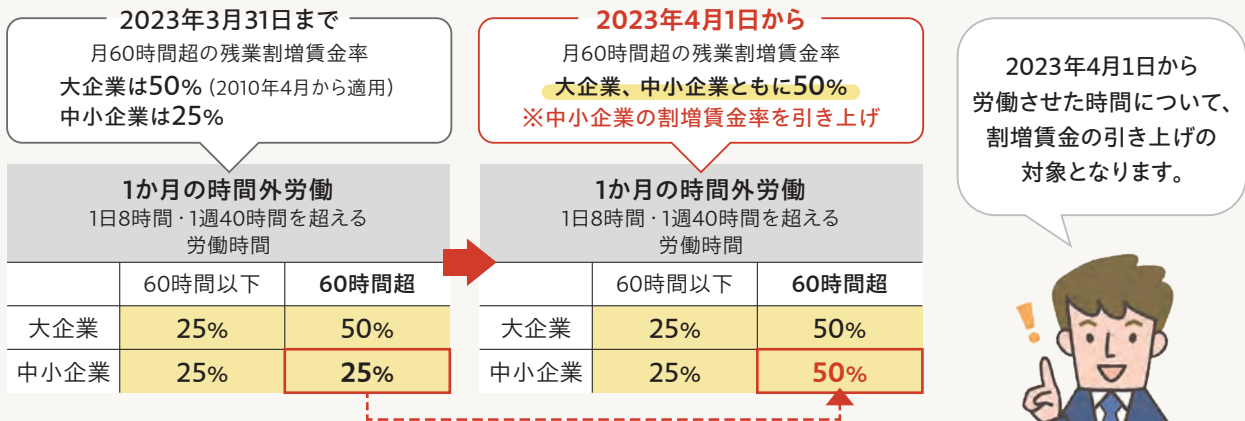 2023年3月31日まで
月60時間超の残業割増賃金率
大企業は50% (2010年4月から適用)
中小企業は25%
1か月の時間外労働
1日8時間・1週40時間を超える
労働時間
60時間以下 60時間超
大企業 25% 50%
中小企業 25% 25%
2023年4月1日から
月60時間超の残業割増賃金率
大企業、中小企業ともに50%
※中小企業の割増賃金率を引き上げ
1か月の時間外労働
1日8時間・1週40時間を超える
労働時間
60時間以下 60時間超
大企業 25% 50%
中小企業 25% 50%
2023年4月1日から
労働させた時間について、
割増賃金の引き上げの
対象となります。